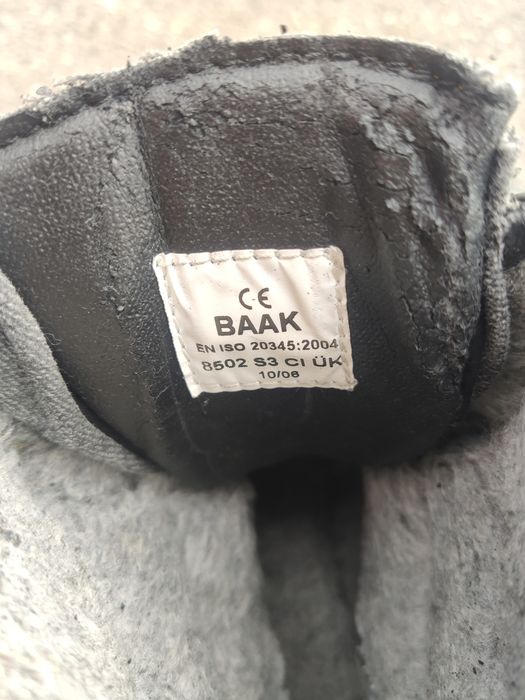 CE
BAAK
EN ISO 20345:2004
8502 S3 CI ÜK
10/06